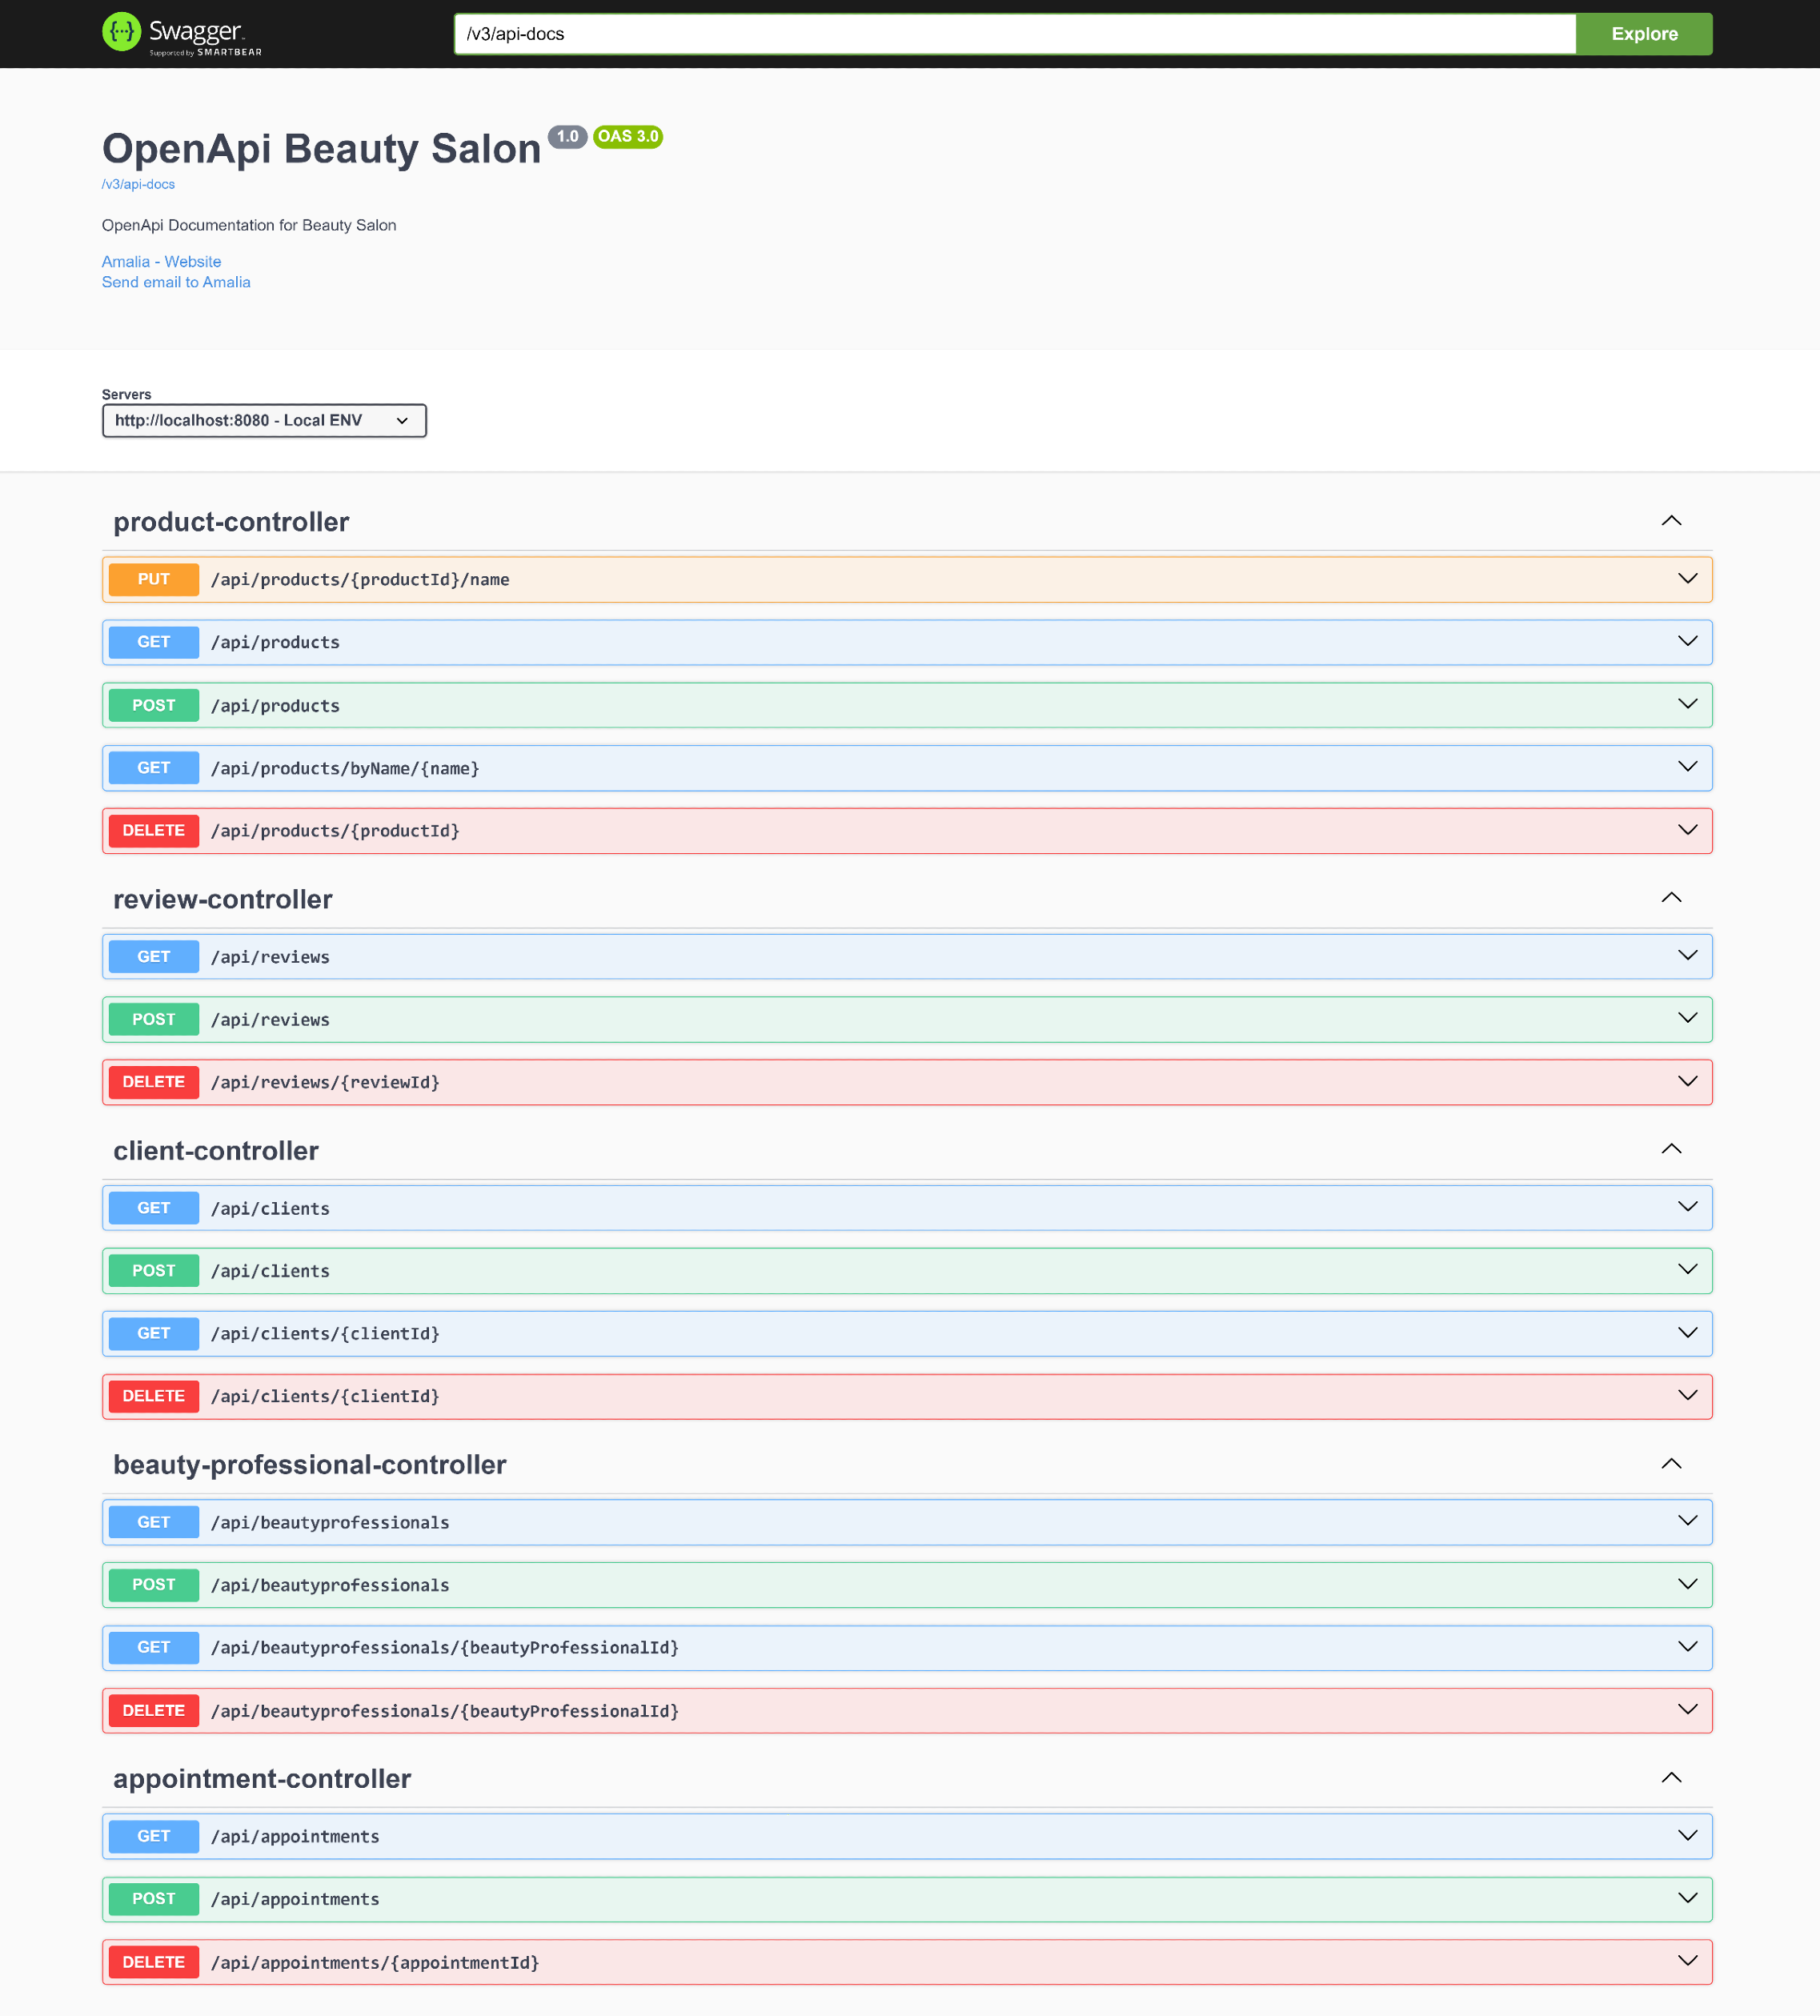 Swagger
Supported by SMARTBEAR
/v3/api-docs
Explore
OpenApi Beauty Salon 1.0 OAS 3.0
/v3/api-docs
OpenApi Documentation for Beauty Salon
Amalia - Website
Send email to Amalia
Servers
http://localhost:8080 - Local ENV
product-controller
PUT /api/products/{productId}/name
GET /api/products
POST /api/products
GET /api/products/byName/{name}
DELETE /api/products/{productId}
review-controller
GET /api/reviews
POST /api/reviews
DELETE /api/reviews/{reviewId}
client-controller
GET /api/clients
POST /api/clients
GET /api/clients/{clientId}
DELETE /api/clients/{clientId}
beauty-professional-controller
GET /api/beautyprofessionals
POST /api/beautyprofessionals
GET /api/beautyprofessionals/{beautyProfessionalId}
DELETE /api/beautyprofessionals/{beautyProfessionalId}
appointment-controller
GET /api/appointments
POST /api/appointments
DELETE /api/appointments/{appointmentId}